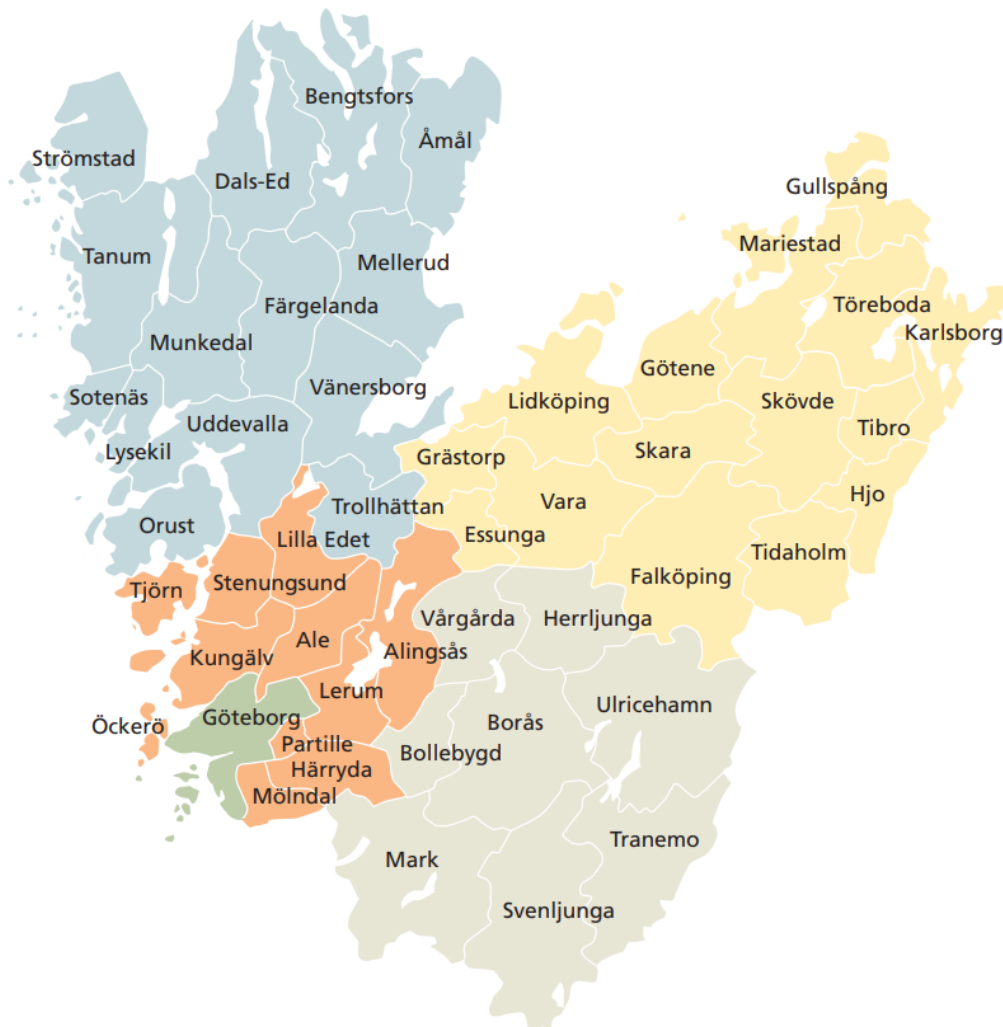 Bengtsfors
Åmål
Strömstad
Dals-Ed
Gullspång
Mariestad
Tanum
Mellerud
Färgelanda
Töreboda
Karlsborg
Munkedal
Götene
Vänersborg
Sotenäs
Lidköping
Skövde
Uddevalla
Tibro
Lysekil
Skara
Grästorp
Hjo
Vara
Trollhättan
Orust
Essunga
Lilla Edet
Tidaholm
Falköping
Stenungsund
Tjörn
Vårgårda
Herrljunga
Ale
Alingsås
Kungälv
Lerum
Ulricehamn
Göteborg
Öckerö
Borås
Partille
Bollebygd
Härryda
Mölndal
Tranemo
Mark
Svenljunga